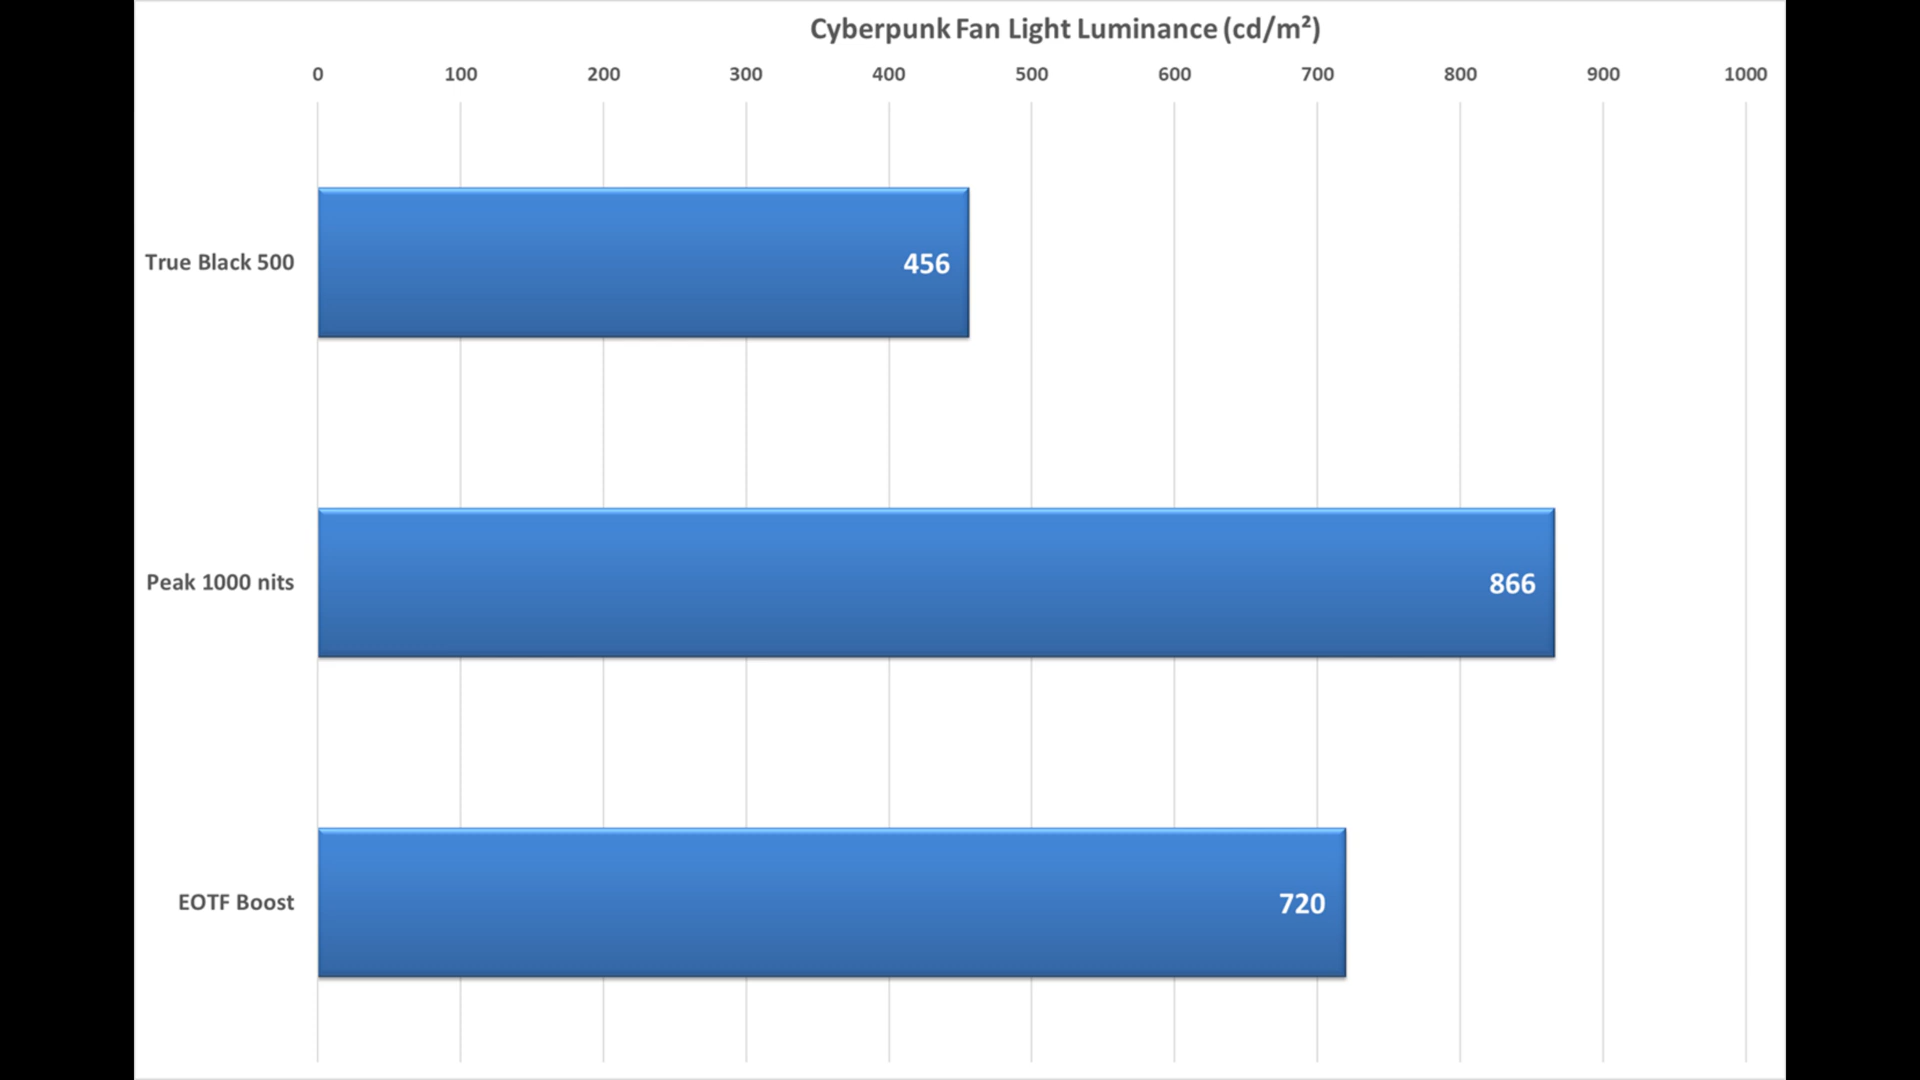 Cyberpunk Fan Light Luminance (cd/m²)
0 100 200 300 400 500 600 700 800 900 1000
True Black 500 456
Peak 1000 nits 866
EOTF Boost 720